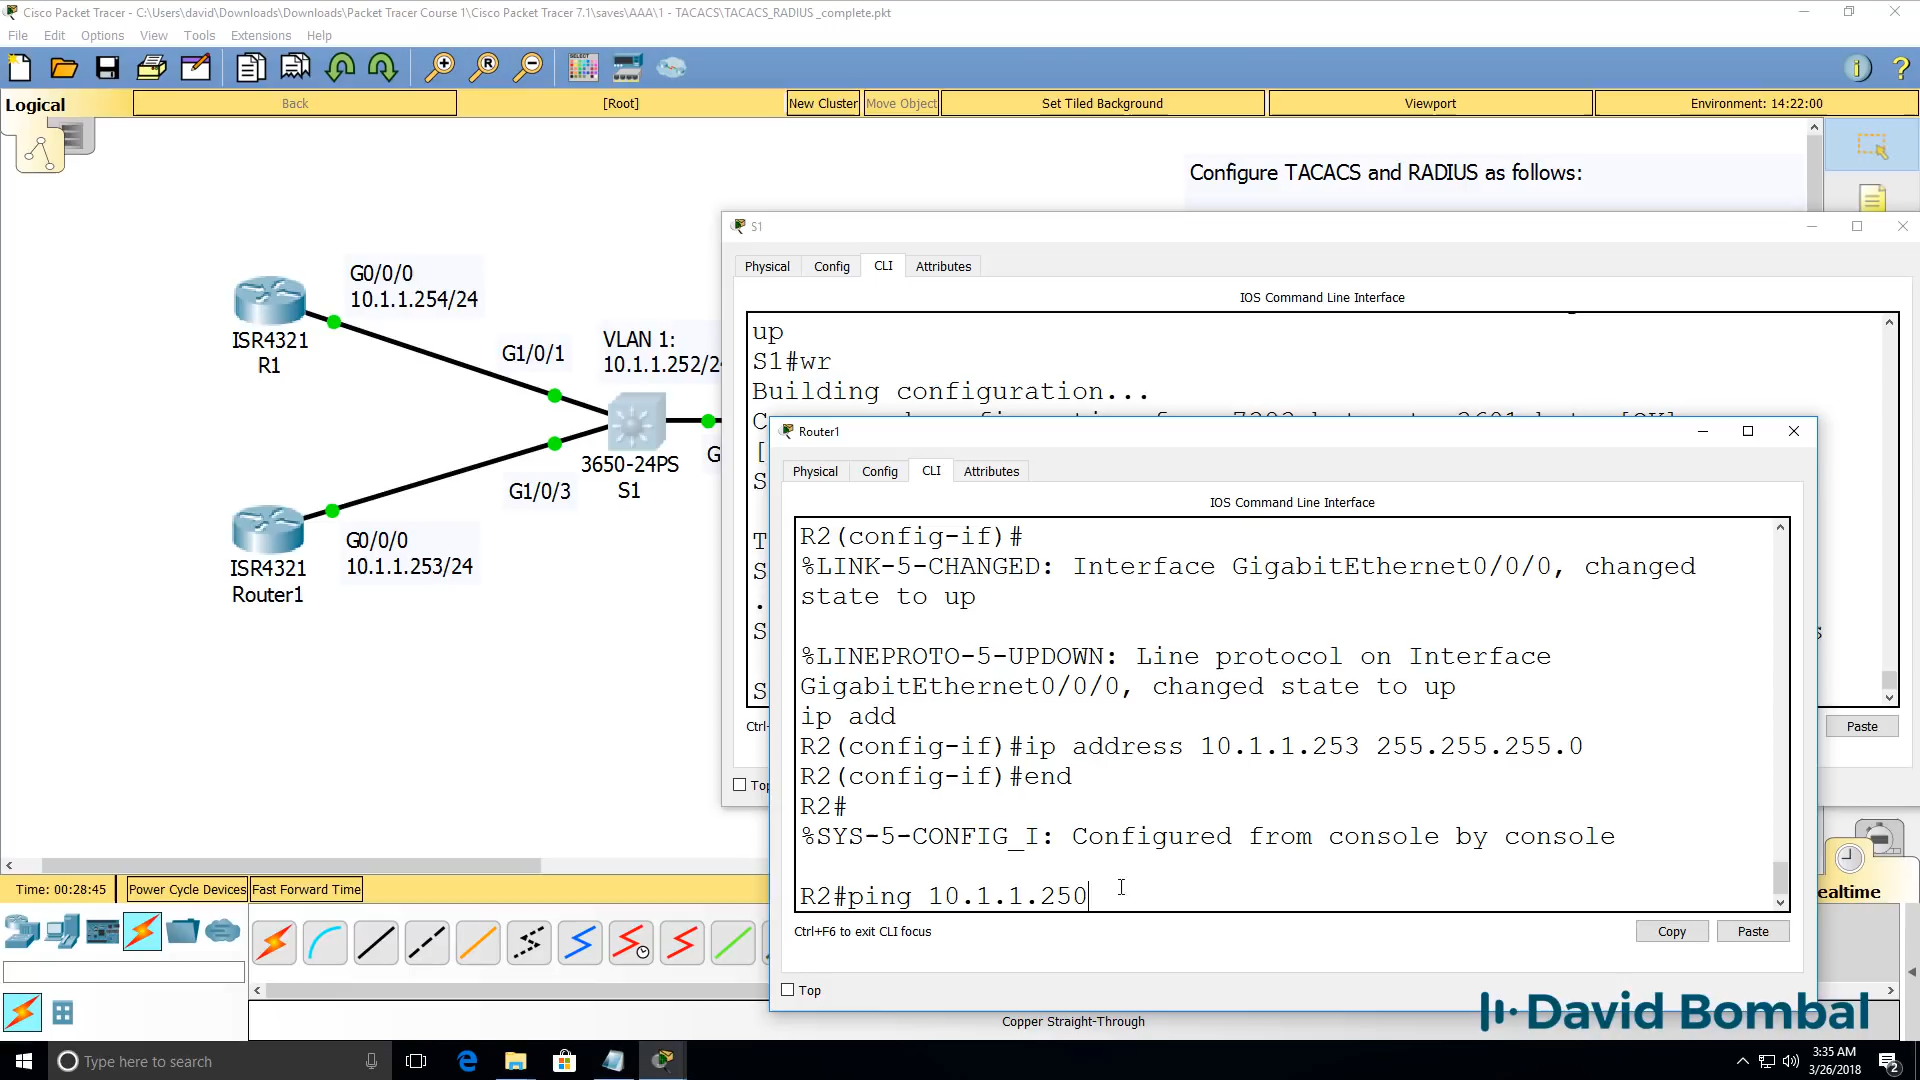 Cisco Packet Tracer - C:\Users\david\Downloads\Downloads\Packet Tracer Course 1\Cisco Packet Tracer 7.1\saves\AAA\1 - TACACS\TACACS_RADIUS _complete.pkt
File Edit Options View Tools Extensions Help
Logical Back [Root] New Cluster Move Object Set Tiled Background Viewport Environment: 14:22:00
Configure TACACS and RADIUS as follows:
G0/0/0
10.1.1.254/24
ISR4321
R1
G1/0/1
VLAN 1:
10.1.1.252/24
3650-24PS
S1
G1/0/3
G0/0/0
10.1.1.253/24
ISR4321
Router1
G
S1
Physical Config CLI Attributes
IOS Command Line Interface
up
S1#wr
Building configuration...
[
S
T
S
.
S
S
Ctrl+
Paste
Top
Router1
Physical Config CLI Attributes
IOS Command Line Interface
R2(config-if)#
%LINK-5-CHANGED: Interface GigabitEthernet0/0/0, changed
state to up
%LINEPROTO-5-UPDOWN: Line protocol on Interface
GigabitEthernet0/0/0, changed state to up
ip add
R2(config-if)#ip address 10.1.1.253 255.255.255.0
R2(config-if)#end
R2#
%SYS-5-CONFIG_I: Configured from console by console
R2#ping 10.1.1.250
Ctrl+F6 to exit CLI focus
Copy Paste
Top
Time: 00:28:45 Power Cycle Devices Fast Forward Time
ealtime
Copper Straight-Through
David Bombal
Type here to search
3:35 AM
3/26/2018
2